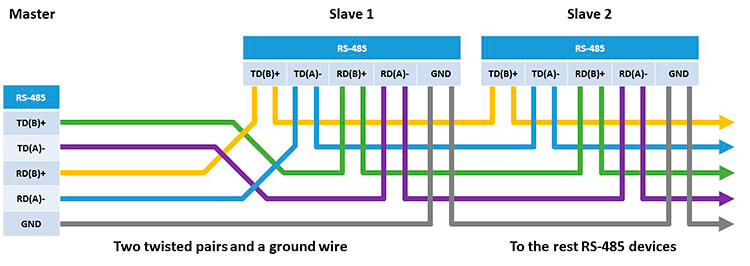 Master Slave 1 Slave 2
RS-485 RS-485
TD(B)+ TD(A)- RD(B)+ RD(A)- GND TD(B)+ TD(A)- RD(B)+ RD(A)- GND
RS-485
TD(B)+
TD(A)-
RD(B)+
RD(A)-
GND
Two twisted pairs and a ground wire To the rest RS-485 devices